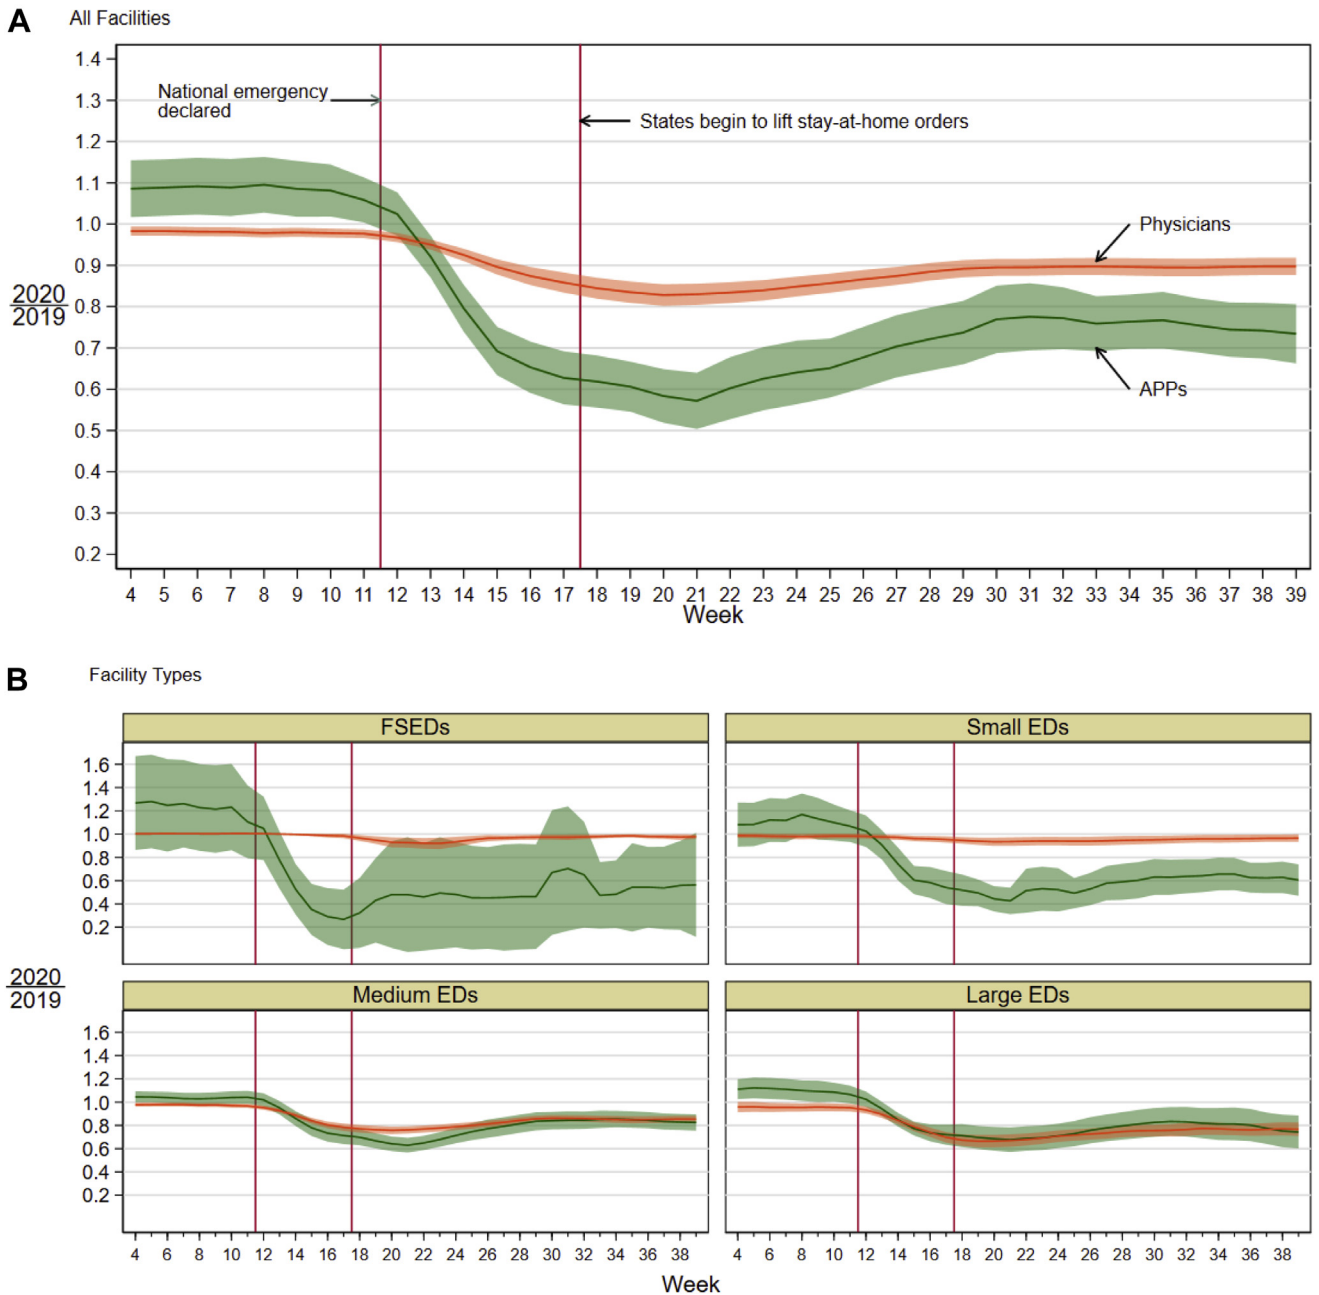 A
All Facilities
1.4
1.3
1.2
1.1
1.0
0.9
0.8
0.7
0.6
0.5
0.4
0.3
0.2
2020
2019
National emergency
declared
States begin to lift stay-at-home orders
Physicians
APPs
4 5 6 7 8 9 10 11 12 13 14 15 16 17 18 19 20 21 22 23 24 25 26 27 28 29 30 31 32 33 34 35 36 37 38 39
Week
B
Facility Types
FSEDs
Small EDs
1.6
1.4
1.2
1.0
0.8
0.6
0.4
0.2
2020
2019
Medium EDs
Large EDs
1.6
1.4
1.2
1.0
0.8
0.6
0.4
0.2
4 6 8 10 12 14 16 18 20 22 24 26 28 30 32 34 36 38
4 6 8 10 12 14 16 18 20 22 24 26 28 30 32 34 36 38
Week